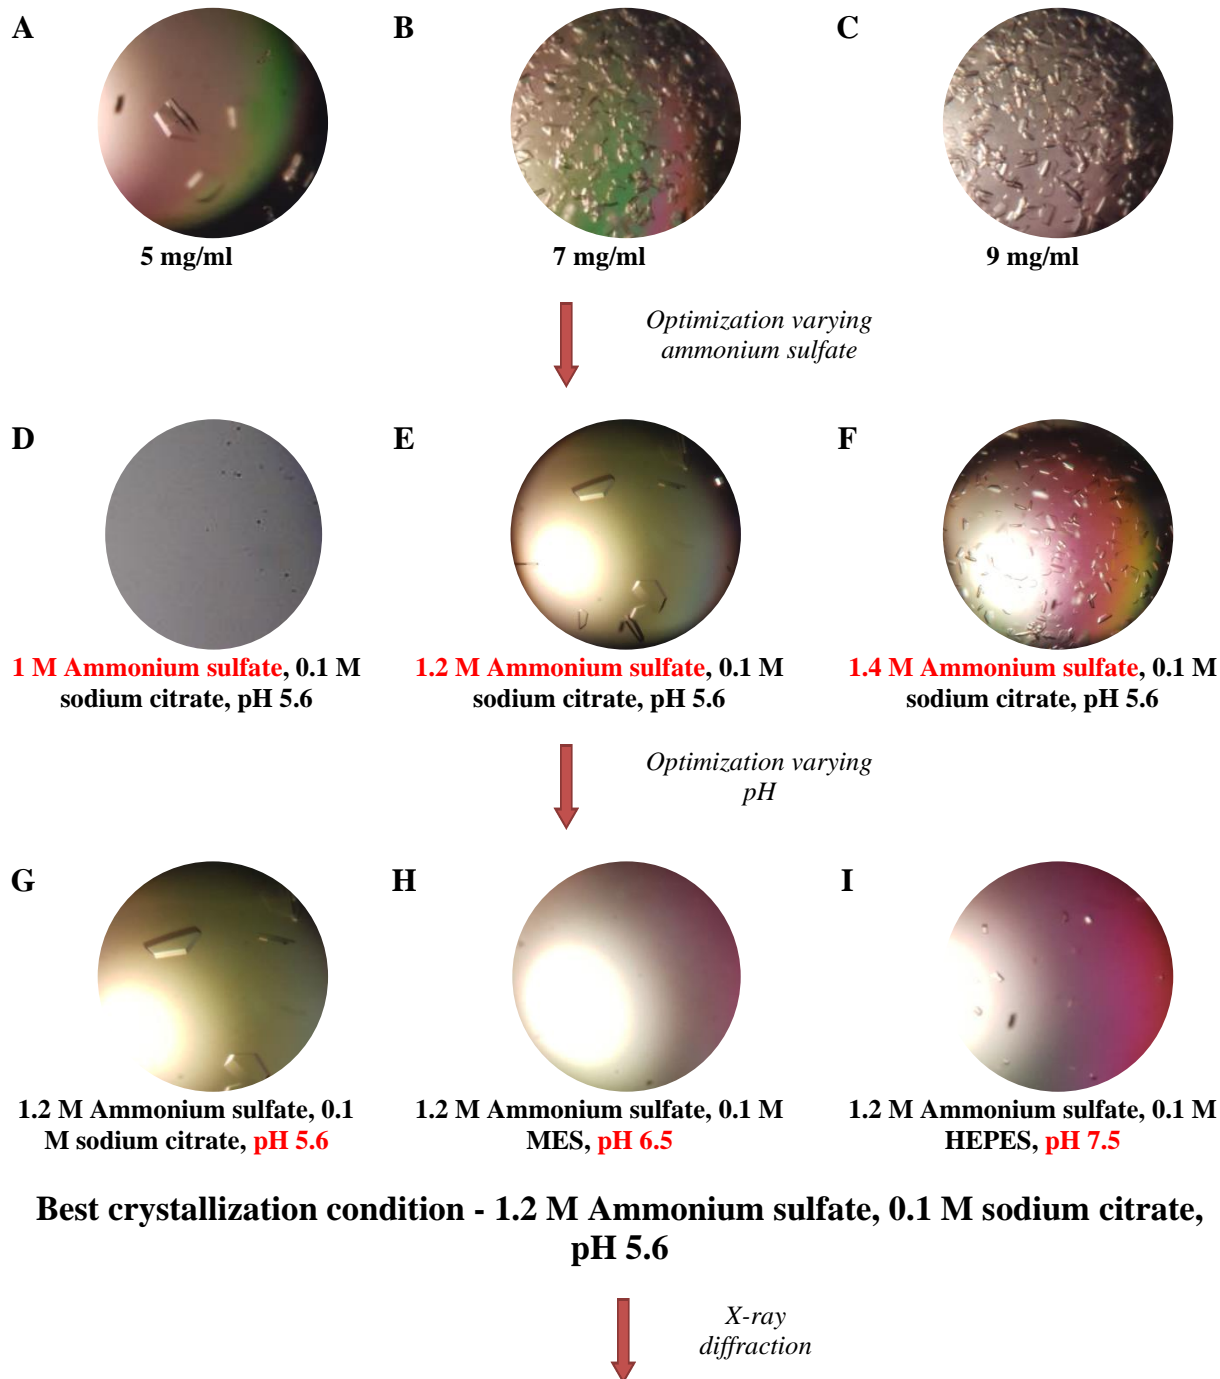 A
B
C
5 mg/ml
7 mg/ml
9 mg/ml
Optimization varying
ammonium sulfate
D
E
F
1 M Ammonium sulfate, 0.1 M
sodium citrate, pH 5.6
1.2 M Ammonium sulfate, 0.1 M
sodium citrate, pH 5.6
1.4 M Ammonium sulfate, 0.1 M
sodium citrate, pH 5.6
Optimization varying
pH
G
H
I
1.2 M Ammonium sulfate, 0.1
M sodium citrate, pH 5.6
1.2 M Ammonium sulfate, 0.1 M
MES, pH 6.5
1.2 M Ammonium sulfate, 0.1 M
HEPES, pH 7.5
Best crystallization condition - 1.2 M Ammonium sulfate, 0.1 M sodium citrate,
pH 5.6
X-ray
diffraction